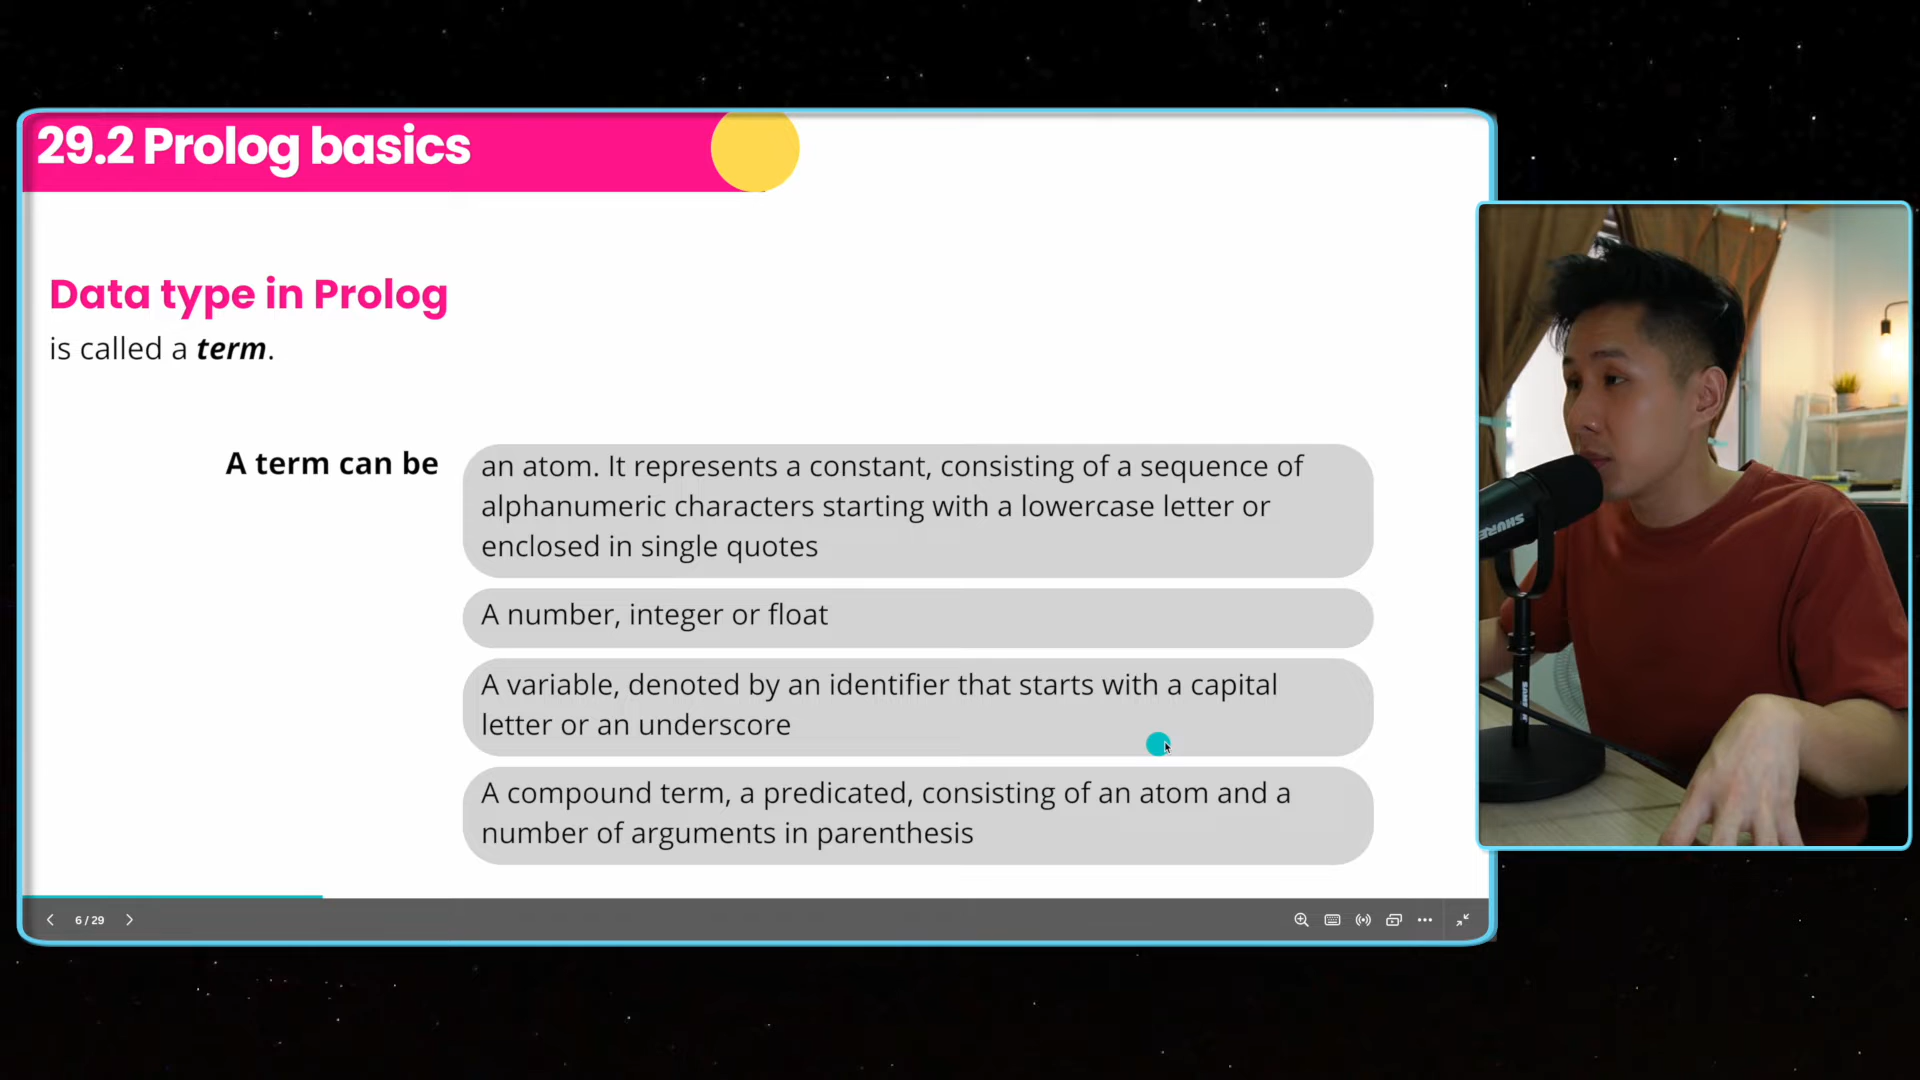 29.2 Prolog basics
Data type in Prolog
is called a term.
A term can be
an atom. It represents a constant, consisting of a sequence of
alphanumeric characters starting with a lowercase letter or
enclosed in single quotes
A number, integer or float
A variable, denoted by an identifier that starts with a capital
letter or an underscore
A compound term, a predicated, consisting of an atom and a
number of arguments in parenthesis
6 / 29
SHURE